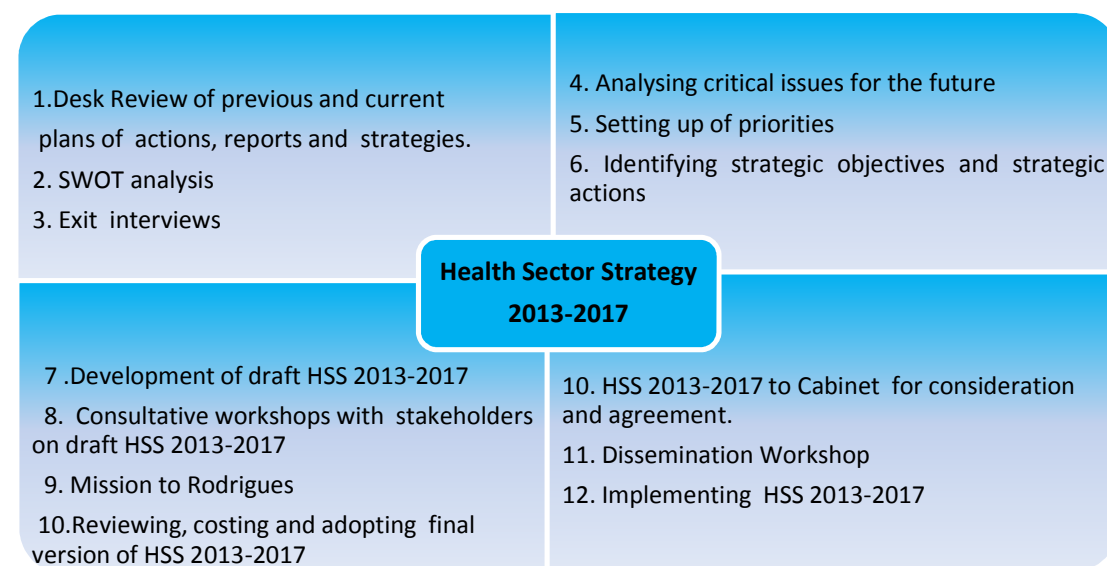 1.Desk Review of previous and current
plans of actions, reports and strategies.
2. SWOT analysis
3. Exit interviews
4. Analysing critical issues for the future
5. Setting up of priorities
6. Identifying strategic objectives and strategic
actions
Health Sector Strategy
2013-2017
7 .Development of draft HSS 2013-2017
8. Consultative workshops with stakeholders
on draft HSS 2013-2017
9. Mission to Rodrigues
10.Reviewing, costing and adopting final
version of HSS 2013-2017
10. HSS 2013-2017 to Cabinet for consideration
and agreement.
11. Dissemination Workshop
12. Implementing HSS 2013-2017